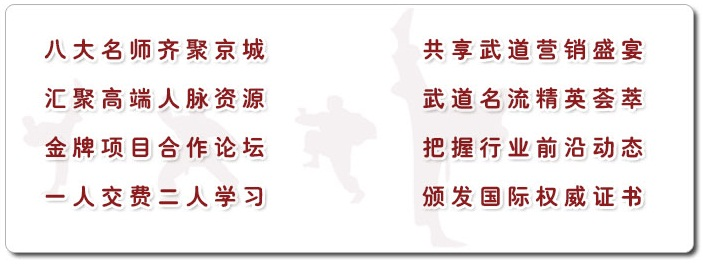 八大名师齐聚京城
共享武道营销盛宴
汇聚高端人脉资源
武道名流精英荟萃
金牌项目合作论坛
把握行业前沿动态
一人交费二人学习
颁发国际权威证书